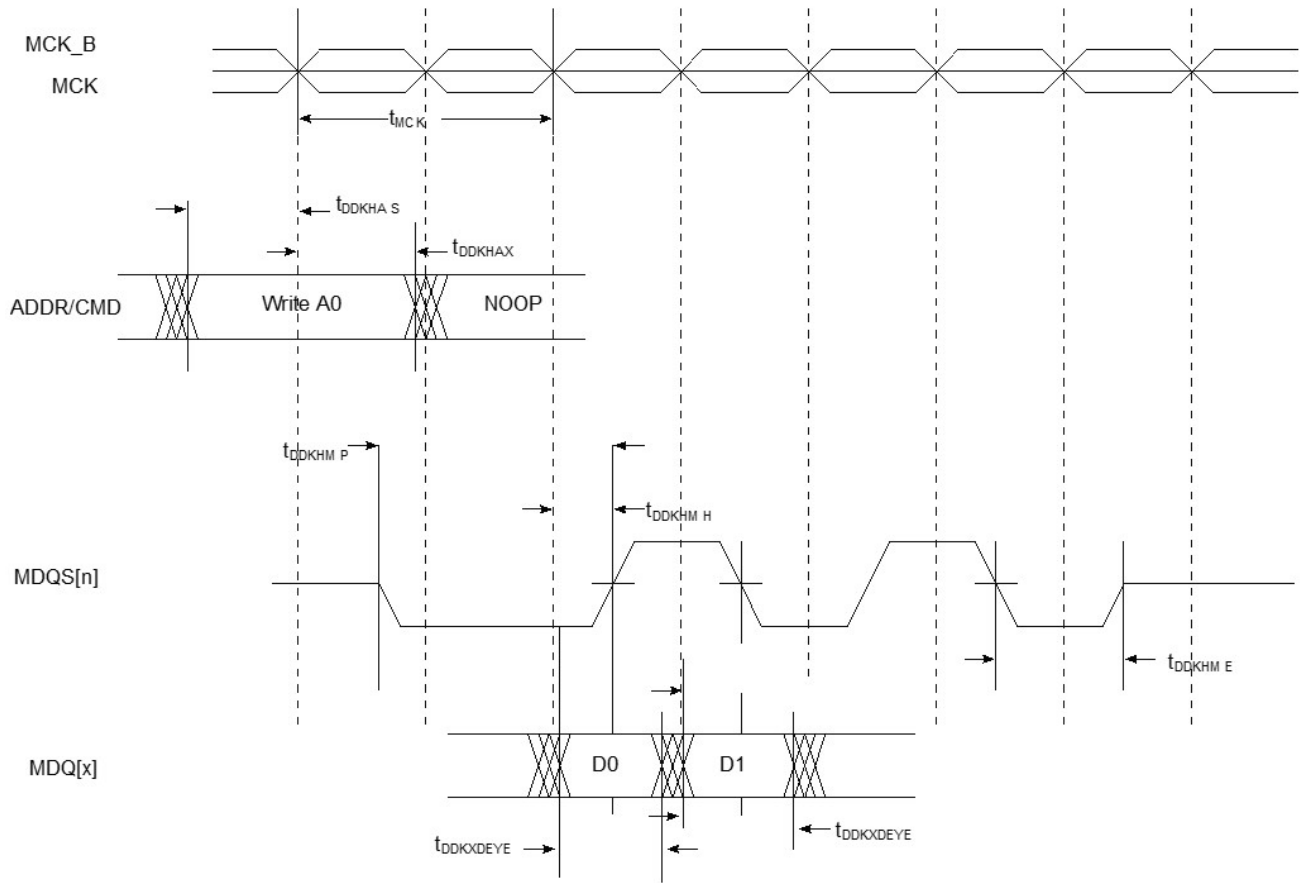 MCK_B
MCK
tMCK
tDDKHAS
tDDKHAX
ADDR/CMD
Write A0
NOOP
tDDKHMP
tDDKHMH
MDQS[n]
tDDKHME
MDQ[x]
D0
D1
tDDKXDEYE
tDDKXDEYE